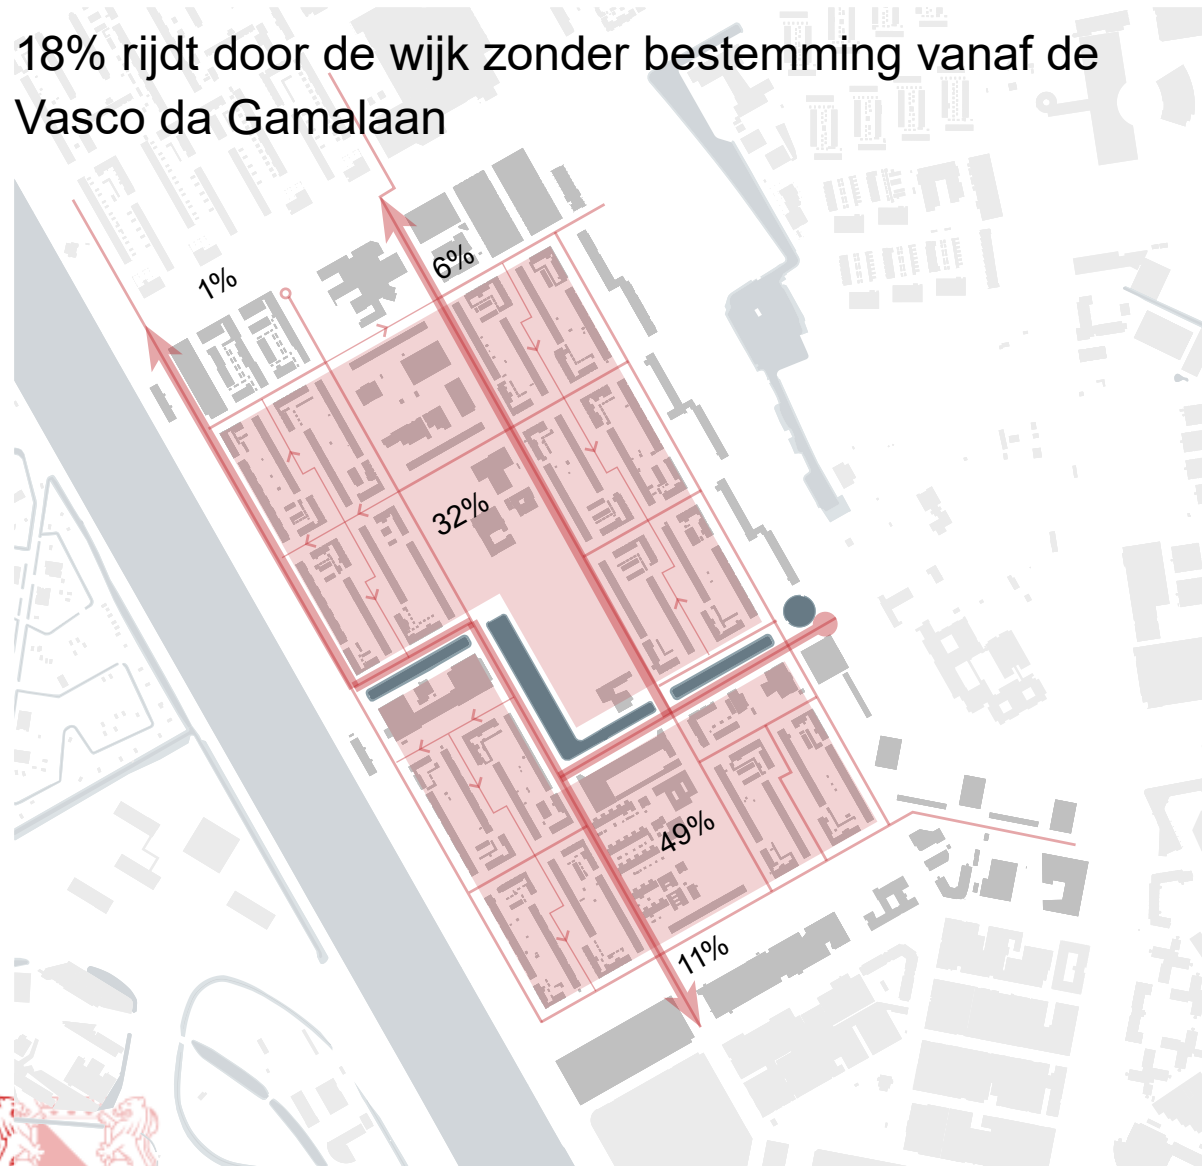 18% rijdt door de wijk zonder bestemming vanaf de
Vasco da Gamalaan
6%
1%
32%
49%
11%